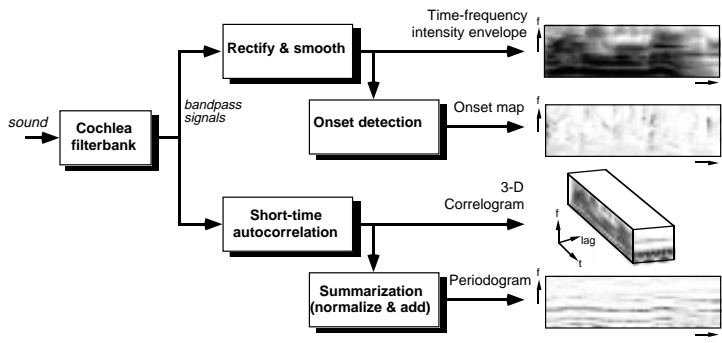 Time-frequency
intensity envelope
f
Rectify & smooth
bandpass
signals
Onset map
f
sound
Cochlea
filterbank
Onset detection
3-D
Correlogram
Short-time
autocorrelation
f
lag
t
Periodogram
f
Summarization
(normalize & add)